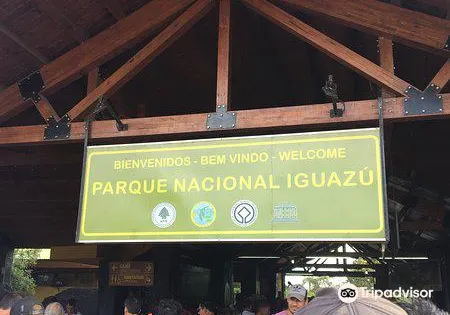 BIENVENIDOS - BEM VINDO - WELCOME
PARQUE NACIONAL IGUAZÚ
tripadvisor